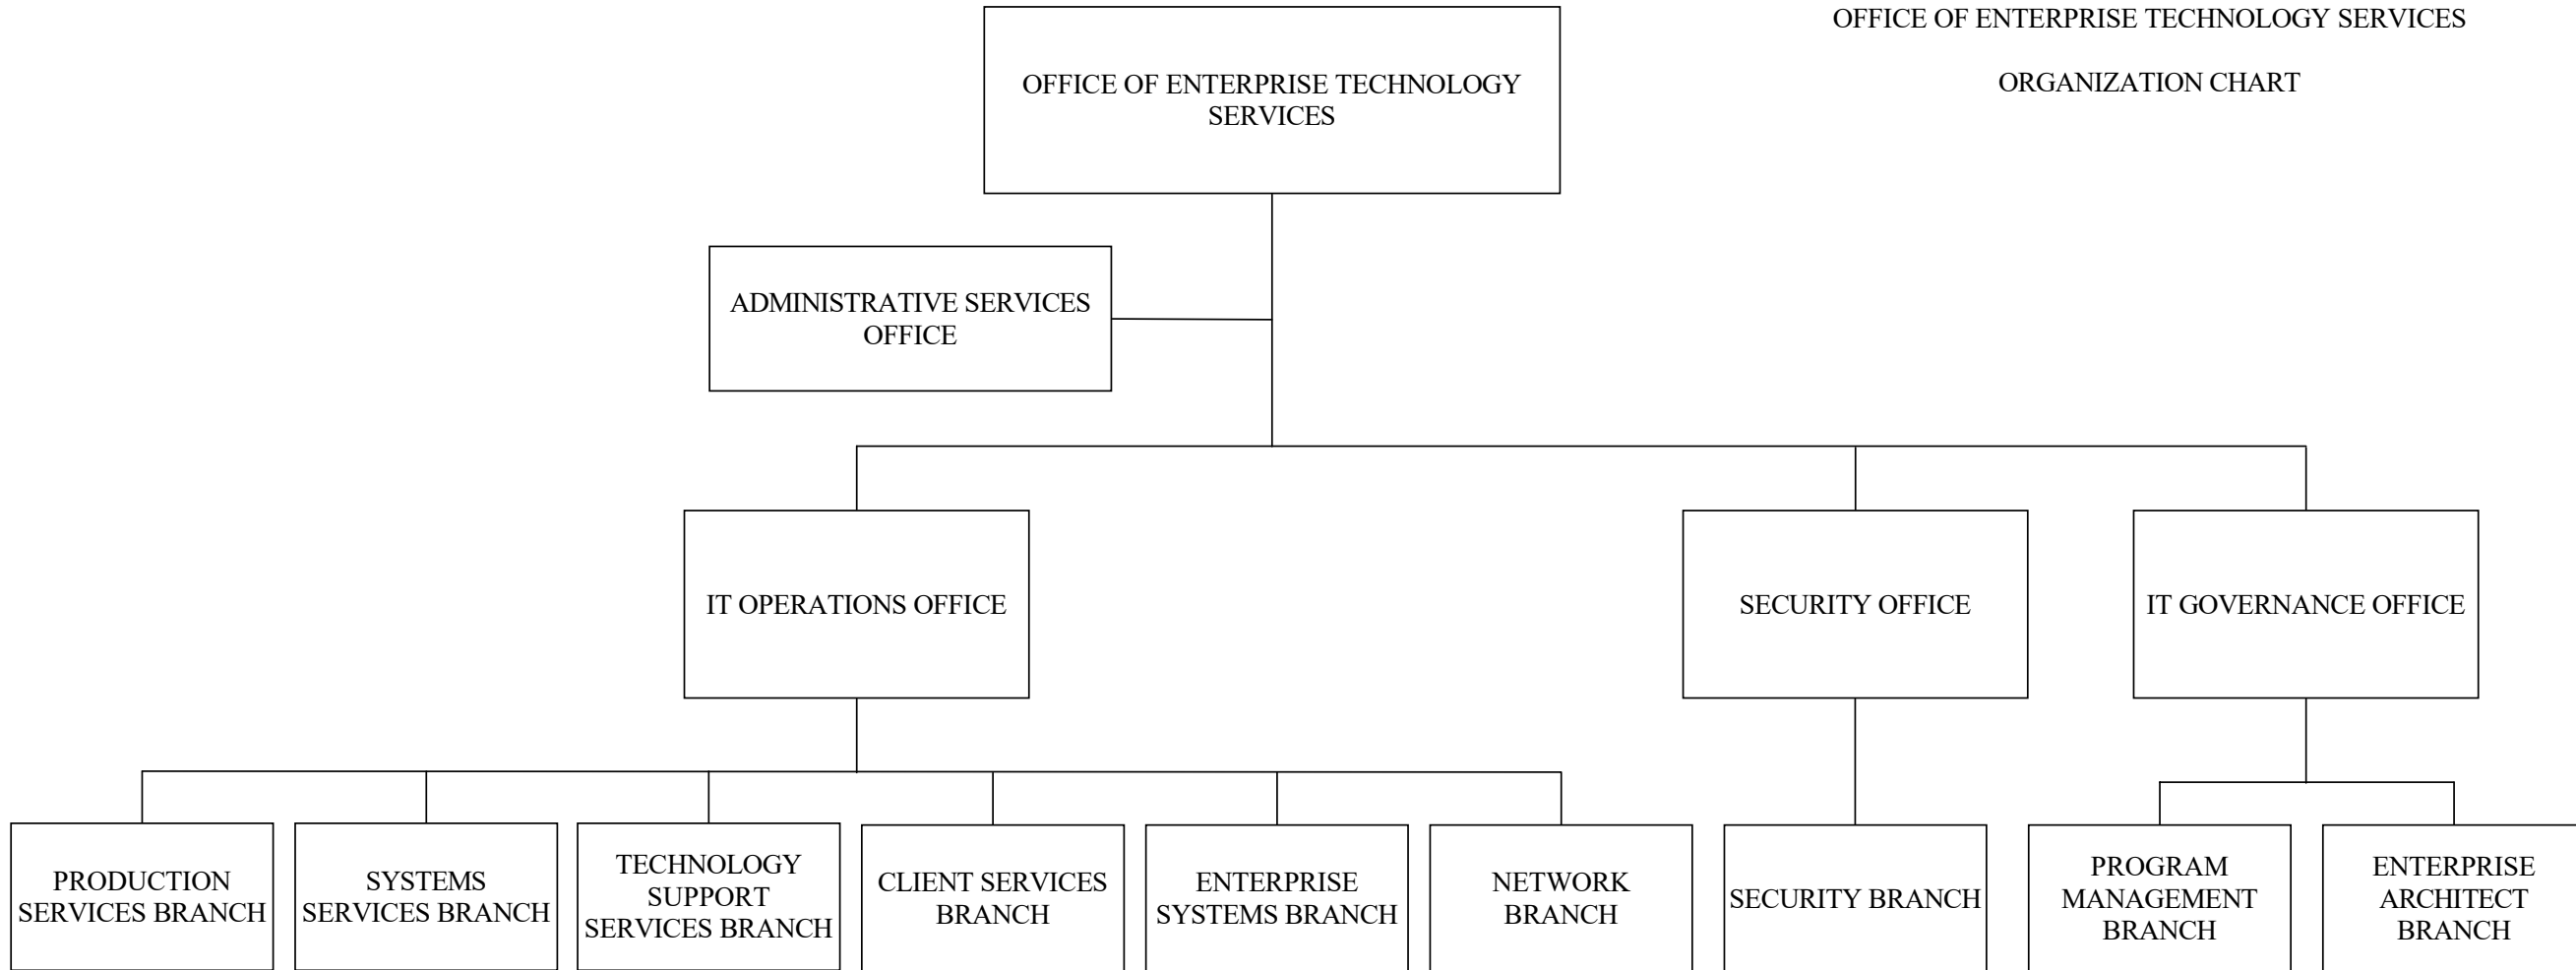 OFFICE OF ENTERPRISE TECHNOLOGY SERVICES
ORGANIZATION CHART
OFFICE OF ENTERPRISE TECHNOLOGY
SERVICES
ADMINISTRATIVE SERVICES
OFFICE
IT OPERATIONS OFFICE
SECURITY OFFICE
IT GOVERNANCE OFFICE
PRODUCTION
SERVICES BRANCH
SYSTEMS
SERVICES BRANCH
TECHNOLOGY
SUPPORT
SERVICES BRANCH
CLIENT SERVICES
BRANCH
ENTERPRISE
SYSTEMS BRANCH
NETWORK
BRANCH
SECURITY BRANCH
PROGRAM
MANAGEMENT
BRANCH
ENTERPRISE
ARCHITECT
BRANCH